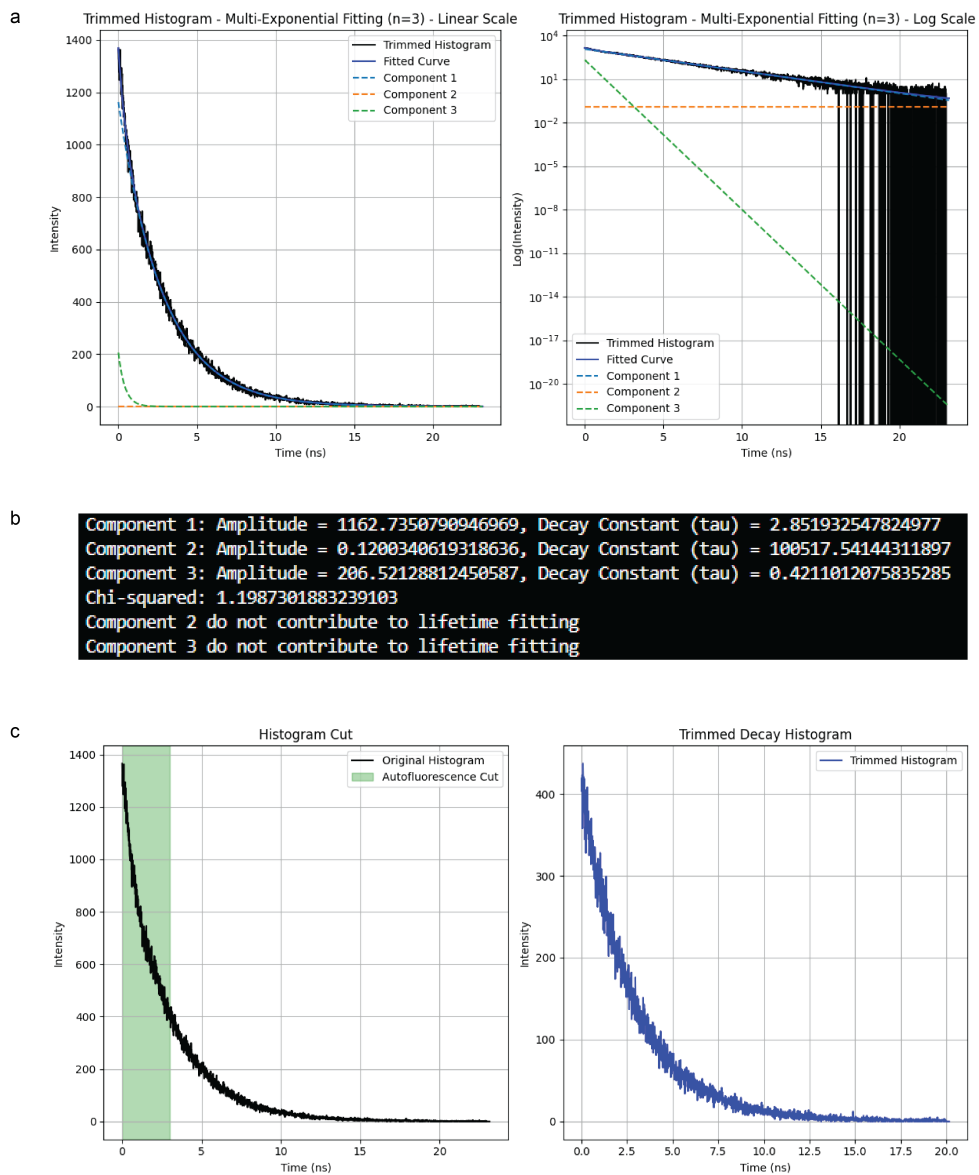 a
Trimmed Histogram - Multi-Exponential Fitting (n=3) - Linear Scale
1400
1200
1000
800
600
400
200
0
Intensity
0 5 10 15 20
Time (ns)
Trimmed Histogram
Fitted Curve
Component 1
Component 2
Component 3
Trimmed Histogram - Multi-Exponential Fitting (n=3) - Log Scale
10^4
10^1
10^-2
10^-5
10^-8
10^-11
10^-14
10^-17
10^-20
Log(Intensity)
0 5 10 15 20
Time (ns)
Trimmed Histogram
Fitted Curve
Component 1
Component 2
Component 3
b
Component 1: Amplitude = 1162.7350790946969, Decay Constant (tau) = 2.851932547824977
Component 2: Amplitude = 0.1200340619318636, Decay Constant (tau) = 100517.54144311897
Component 3: Amplitude = 206.52128812450587, Decay Constant (tau) = 0.4211012075835285
Chi-squared: 1.1987301883239103
Component 2 do not contribute to lifetime fitting
Component 3 do not contribute to lifetime fitting
c
Histogram Cut
1400
1200
1000
800
600
400
200
0
Intensity
0 5 10 15 20
Time (ns)
Original Histogram
Autofluorescence Cut
Trimmed Decay Histogram
400
300
200
100
0
Intensity
0.0 2.5 5.0 7.5 10.0 12.5 15.0 17.5 20.0
Time (ns)
Trimmed Histogram